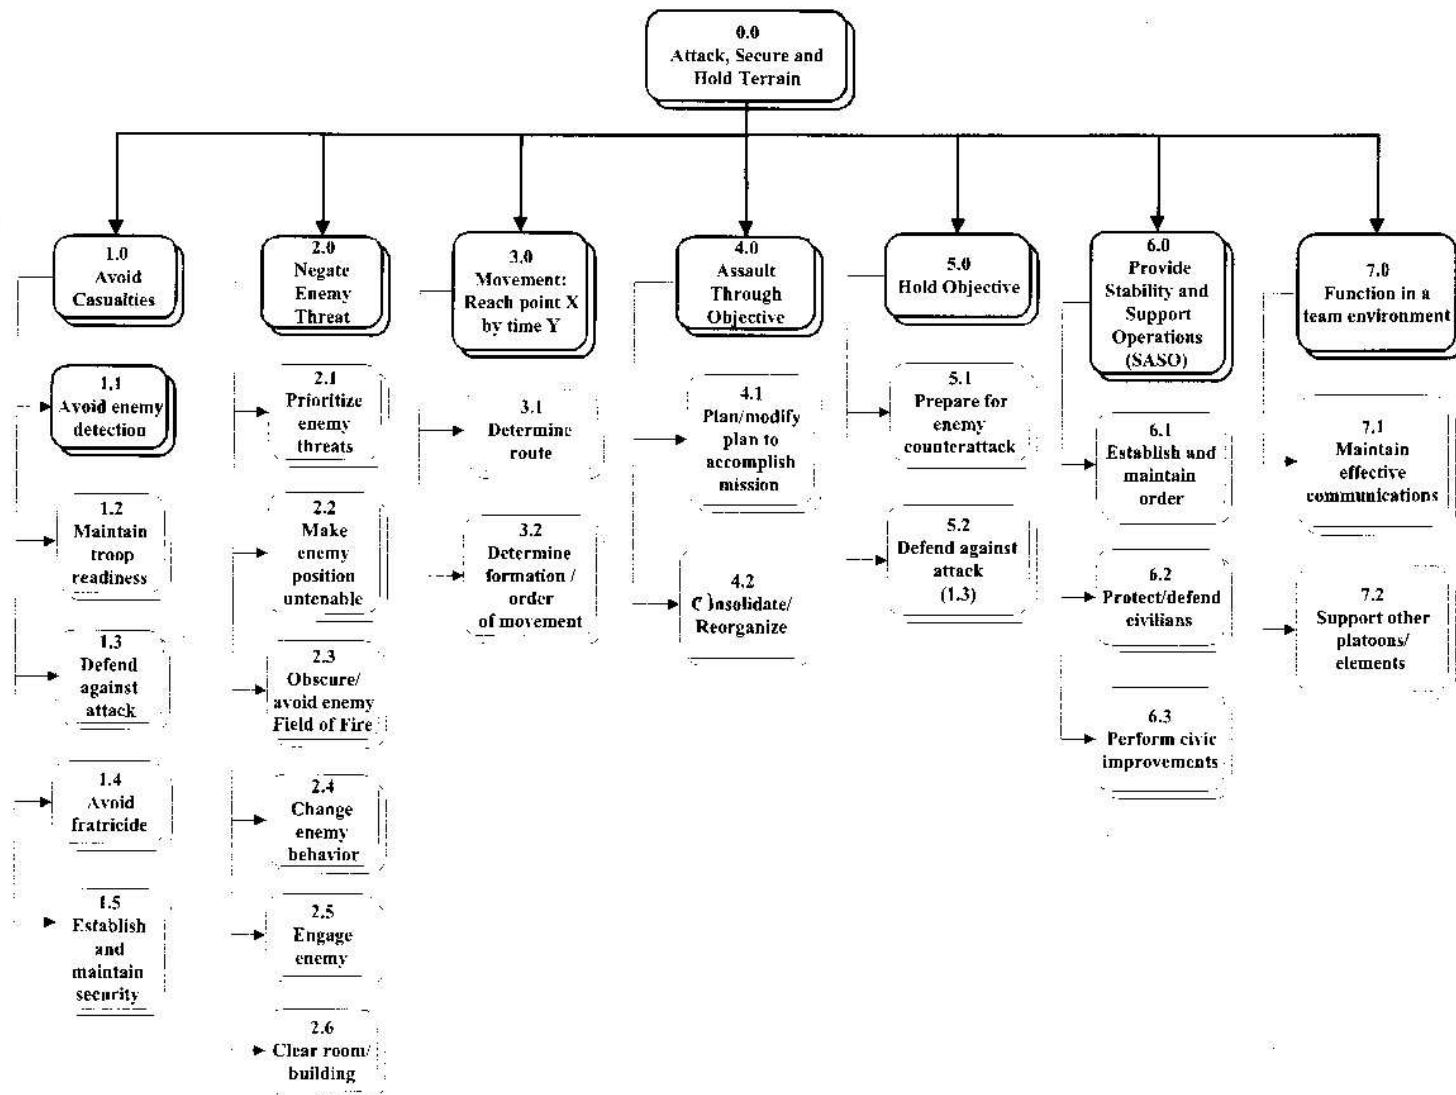 0.0
Attack, Secure and
Hold Terrain
1.0
Avoid
Casualties
1.1
Avoid enemy
detection
1.2
Maintain
troop
readiness
1.3
Defend
against
attack
1.4
Avoid
fratricide
1.5
Establish
and
maintain
security
2.0
Negate
Enemy
Threat
2.1
Prioritize
enemy
threats
2.2
Make
enemy
position
untenable
2.3
Obscure/
avoid enemy
Field of Fire
2.4
Change
enemy
behavior
2.5
Engage
enemy
2.6
Clear room/
building
3.0
Movement:
Reach point X
by time Y
3.1
Determine
route
3.2
Determine
formation /
order
of movement
4.0
Assault
Through
Objective
4.1
Plan/modify
plan to
accomplish
mission
4.2
Consolidate/
Reorganize
5.0
Hold Objective
5.1
Prepare for
enemy
counterattack
5.2
Defend against
attack
(1.3)
6.0
Provide
Stability and
Support
Operations
(SASO)
6.1
Establish and
maintain
order
6.2
Protect/defend
civilians
6.3
Perform civic
improvements
7.0
Function in a
team environment
7.1
Maintain
effective
communications
7.2
Support other
platoons/
elements